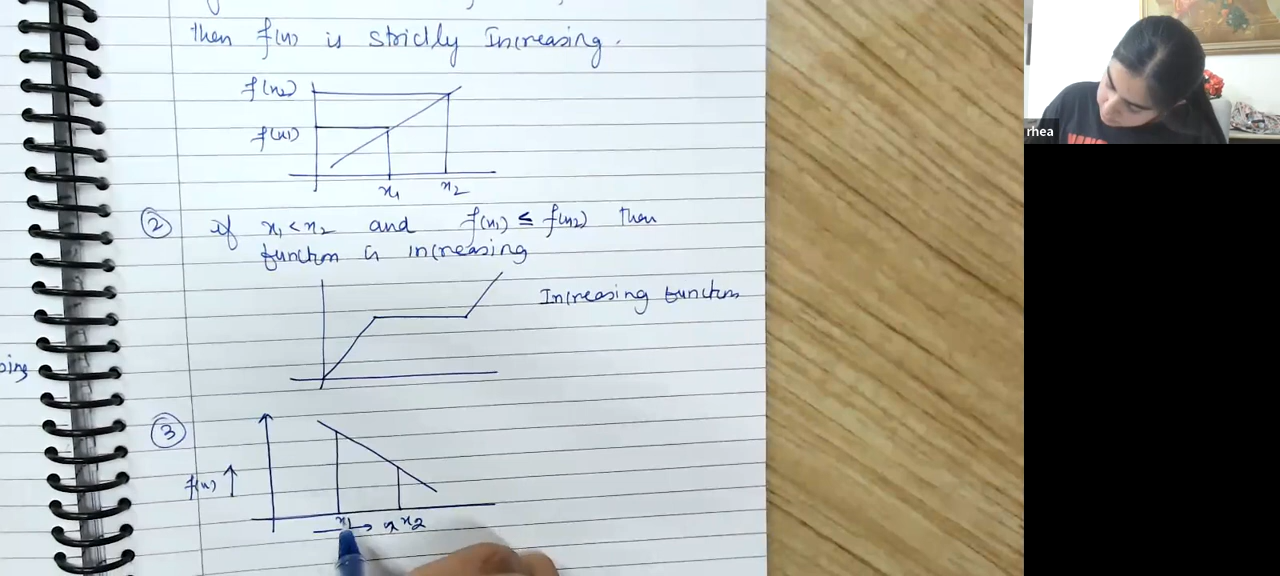 then f(x) is strictly Increasing.
f(x2)
f(x1)
x1 x2
② if x1 < x2 and f(x1) ≤ f(x2) then
function is increasing
Increasing function
③
f(x) ↑
x1 → x x2
rhea